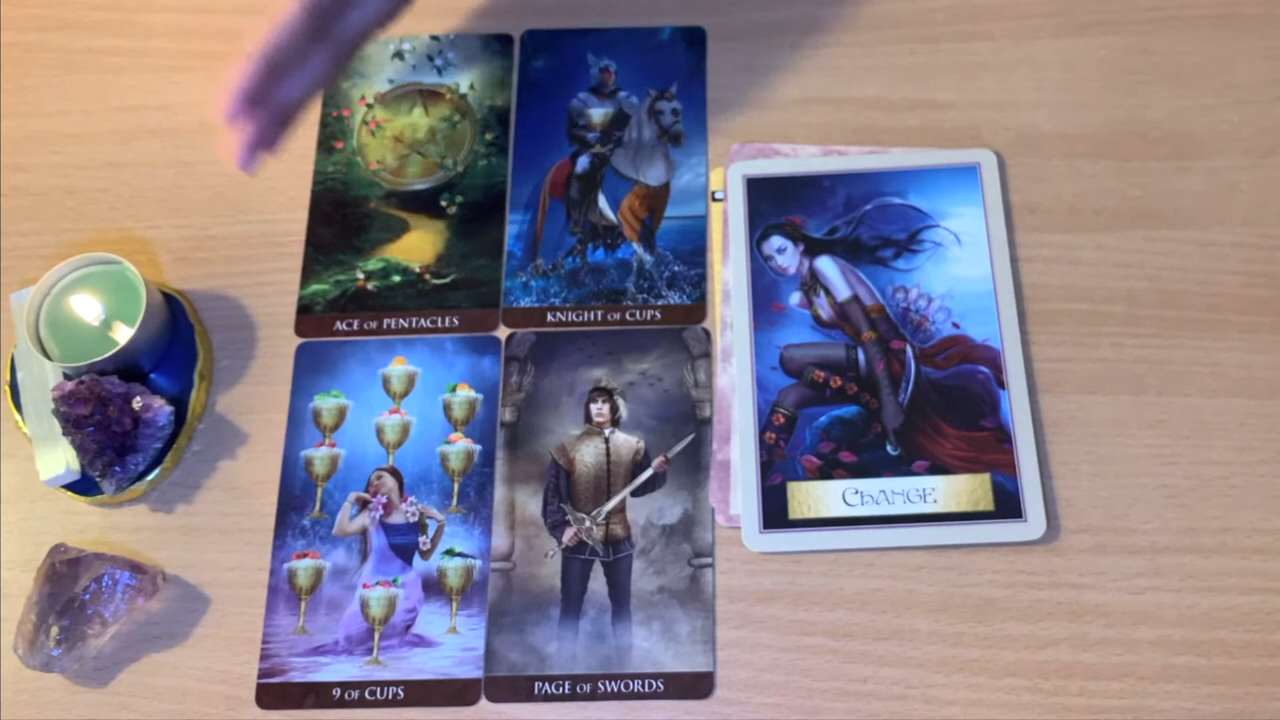 ACE OF PENTACLES
KNIGHT OF CUPS
9 OF CUPS
PAGE OF SWORDS
CHANGE